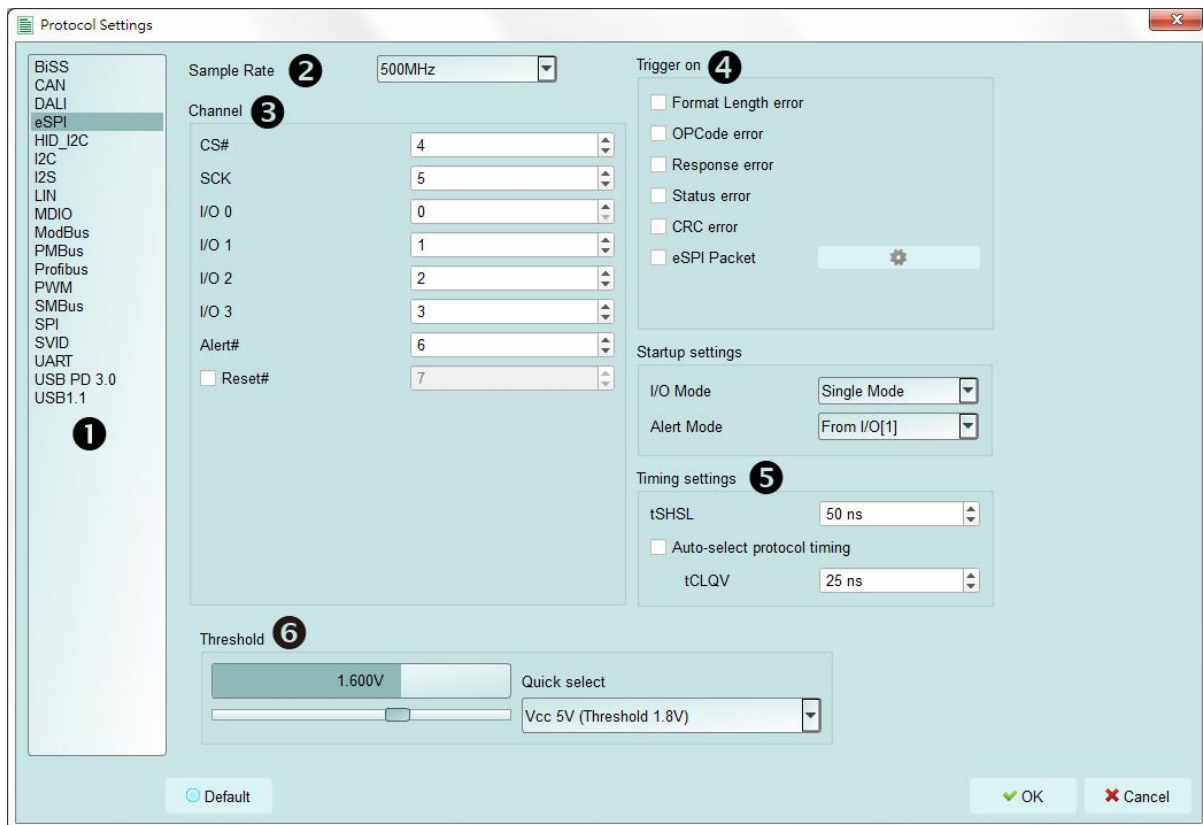 Protocol Settings
x
BiSS
CAN
DALI
eSPI
HID_I2C
I2C
I2S
LIN
MDIO
ModBus
PMBus
Profibus
PWM
SMBus
SPI
SVID
UART
USB PD 3.0
USB1.1
1
Sample Rate 2 500MHz
Channel 3
CS# 4
SCK 5
I/O 0 0
I/O 1 1
I/O 2 2
I/O 3 3
Alert# 6
Reset# 7
Trigger on 4
Format Length error
OPCode error
Response error
Status error
CRC error
eSPI Packet
Startup settings
I/O Mode Single Mode
Alert Mode From I/O[1]
Timing settings 5
tSHSL 50 ns
Auto-select protocol timing
tCLQV 25 ns
Threshold 6
1.600V
Quick select
Vcc 5V (Threshold 1.8V)
Default
OK
Cancel